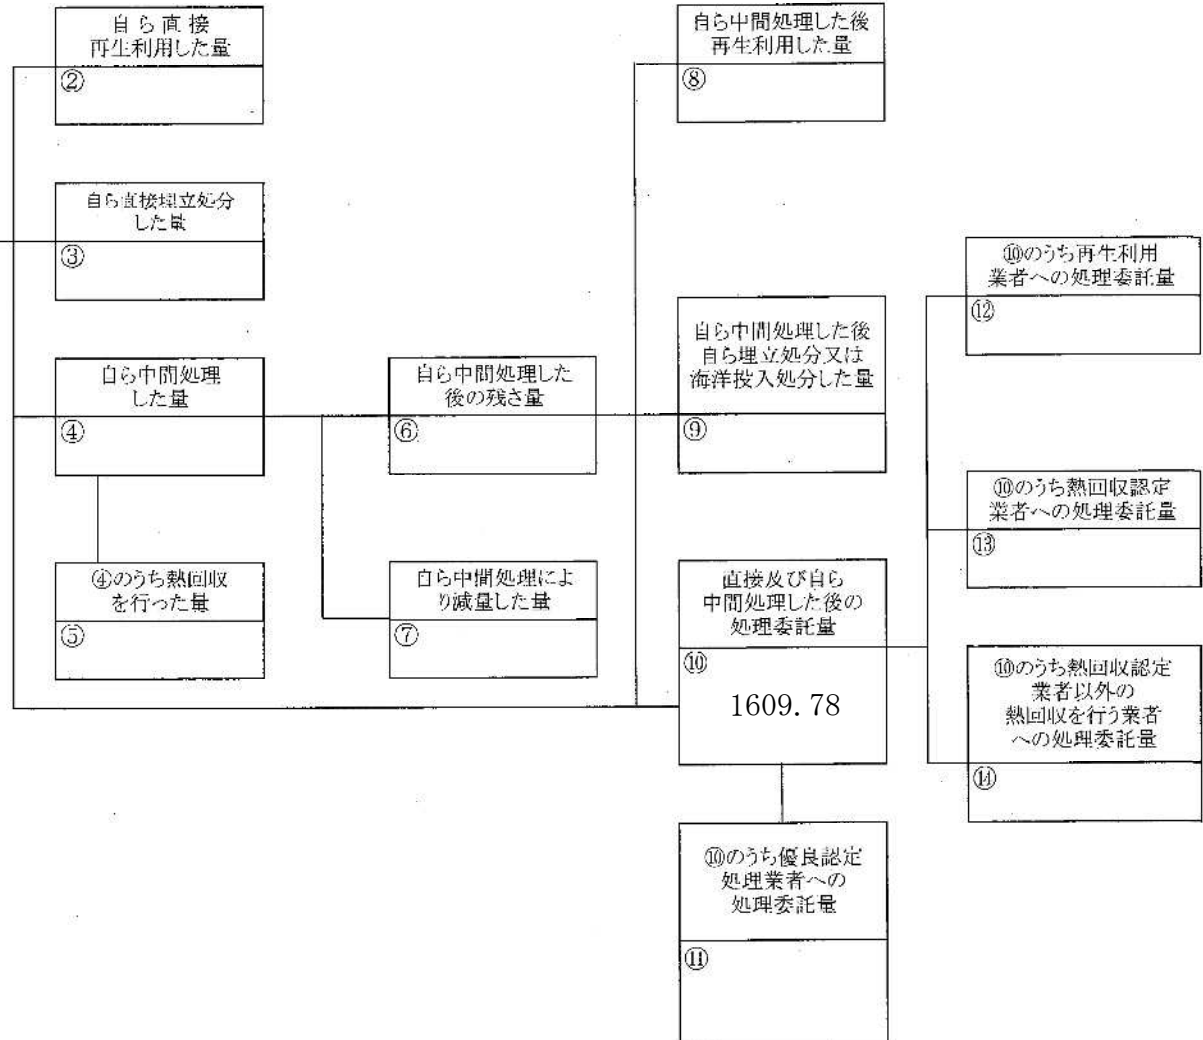 自ら直接
再生利用した量
②
自ら直接埋立処分
した量
③
自ら中間処理
した量
④
④のうち熱回収
を行った量
⑤
自ら中間処理した
後の残さ量
⑥
自ら中間処理によ
り減量した量
⑦
自ら中間処理した後
再生利用した量
⑧
自ら中間処理した後
自ら埋立処分又は
海洋投入処分した量
⑨
直接及び自ら
中間処理した後の
処理委託量
⑩
1609.78
⑩のうち優良認定
処理業者への
処理委託量
⑪
⑩のうち再生利用
業者への処理委託量
⑫
⑩のうち熱回収認定
業者への処理委託量
⑬
⑩のうち熱回収認定
業者以外の
熱回収を行う業者
への処理委託量
⑭